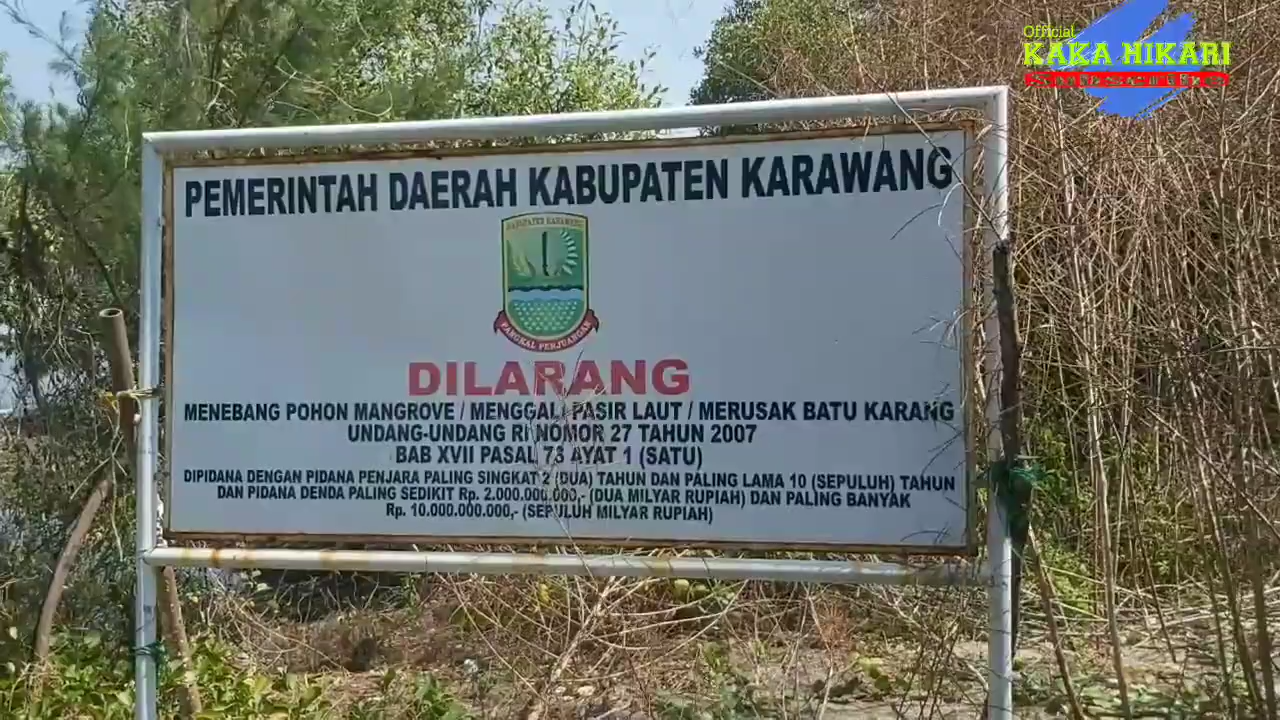 Official
KAKA HIKARI
PEMERINTAH DAERAH KABUPATEN KARAWANG
KABUPATEN KARAWANG
PANGKAL PERJUANGAN
DILARANG
MENEBANG POHON MANGROVE / MENGGALI PASIR LAUT / MERUSAK BATU KARANG
UNDANG-UNDANG RI NOMOR 27 TAHUN 2007
BAB XVII PASAL 73 AYAT 1 (SATU)
DIPIDANA DENGAN PIDANA PENJARA PALING SINGKAT 2 (DUA) TAHUN DAN PALING LAMA 10 (SEPULUH) TAHUN
DAN PIDANA DENDA PALING SEDIKIT Rp. 2.000.000.000,- (DUA MILYAR RUPIAH) DAN PALING BANYAK
Rp. 10.000.000.000,- (SEPULUH MILYAR RUPIAH)